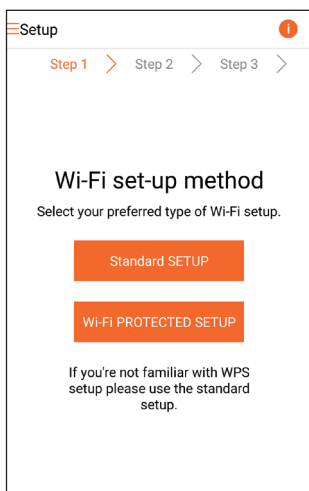 Setup
i
Step 1 Step 2 Step 3
Wi-Fi set-up method
Select your preferred type of Wi-Fi setup.
Standard SETUP
Wi-Fi PROTECTED SETUP
If you're not familiar with WPS
setup please use the standard
setup.